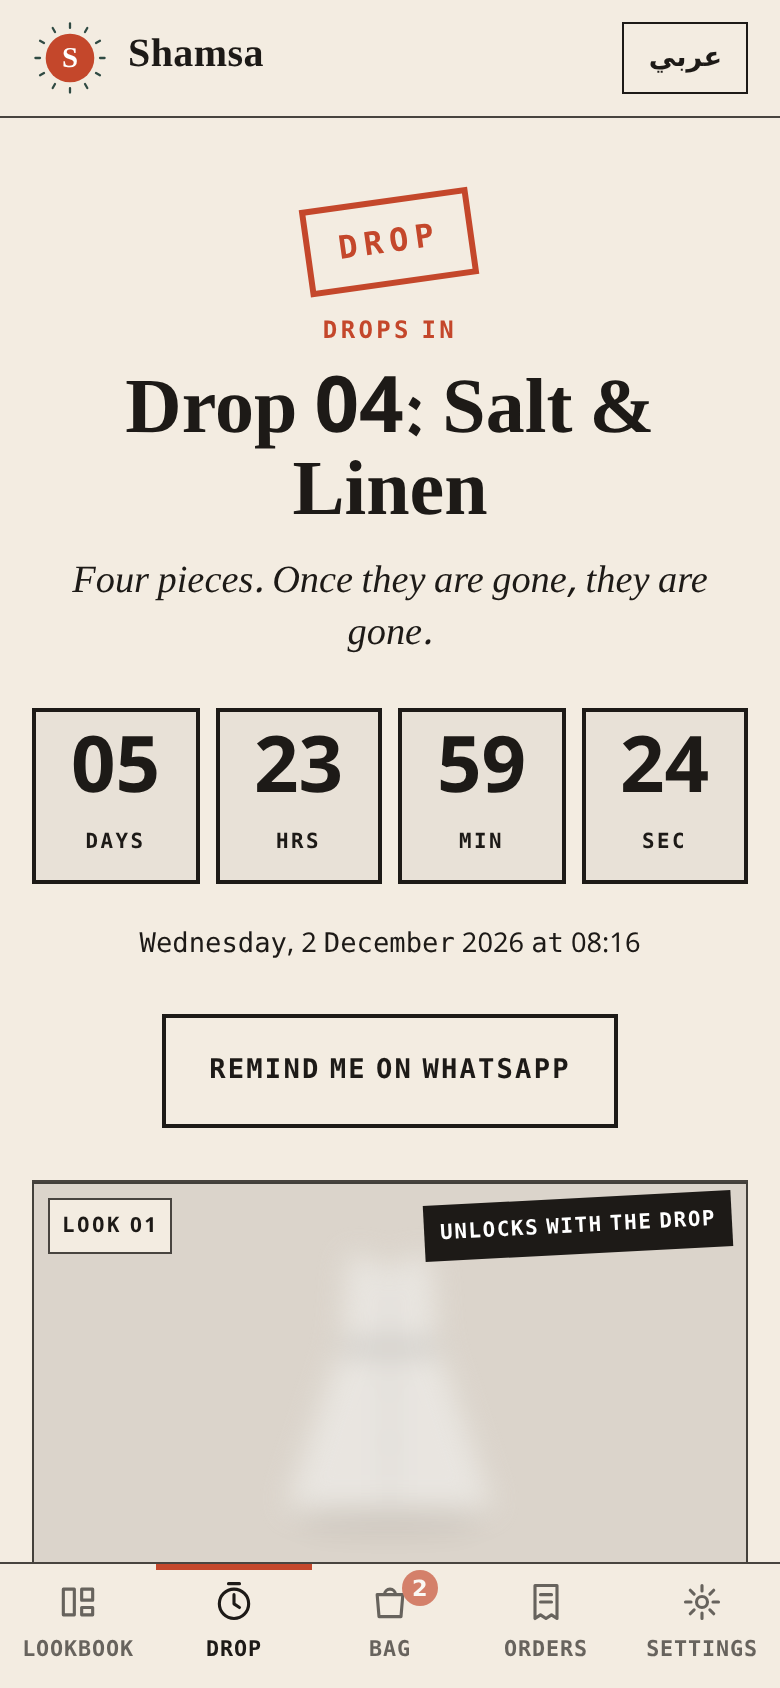 S
Shamsa
عربي
DROP
DROPS IN
Drop 04: Salt &
Linen
Four pieces. Once they are gone, they are
gone.
05 23 59 24
DAYS HRS MIN SEC
Wednesday, 2 December 2026 at 08:16
REMIND ME ON WHATSAPP
LOOK 01
UNLOCKS WITH THE DROP
2
LOOKBOOK DROP BAG ORDERS SETTINGS